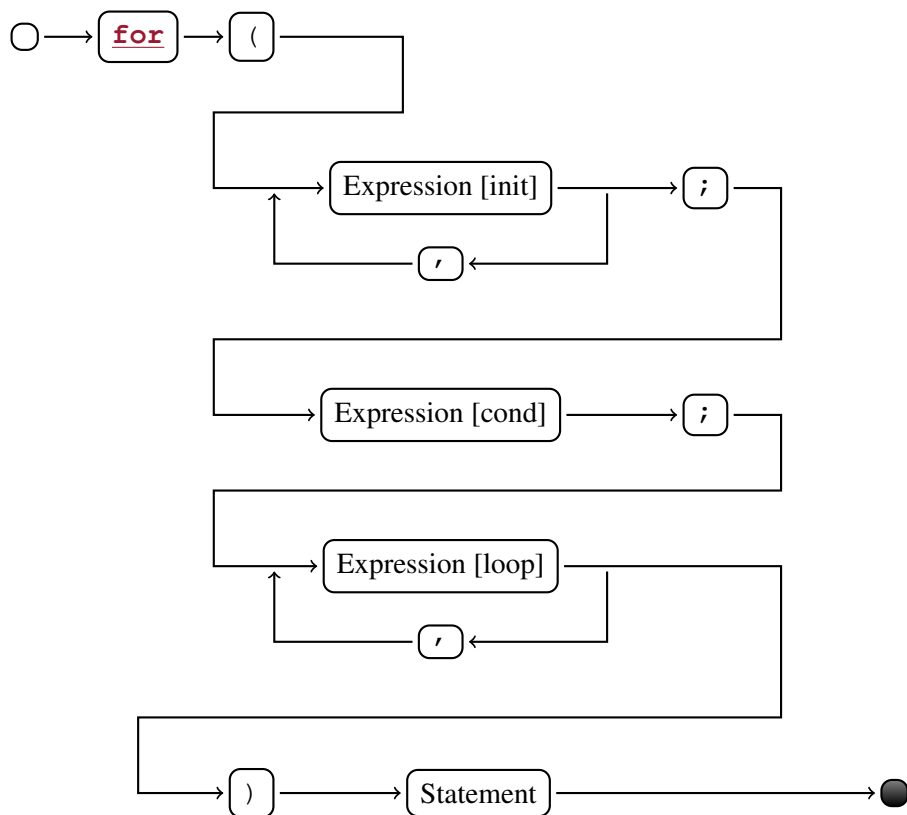 for (
Expression [init] ;
,
Expression [cond] ;
Expression [loop]
,
) Statement